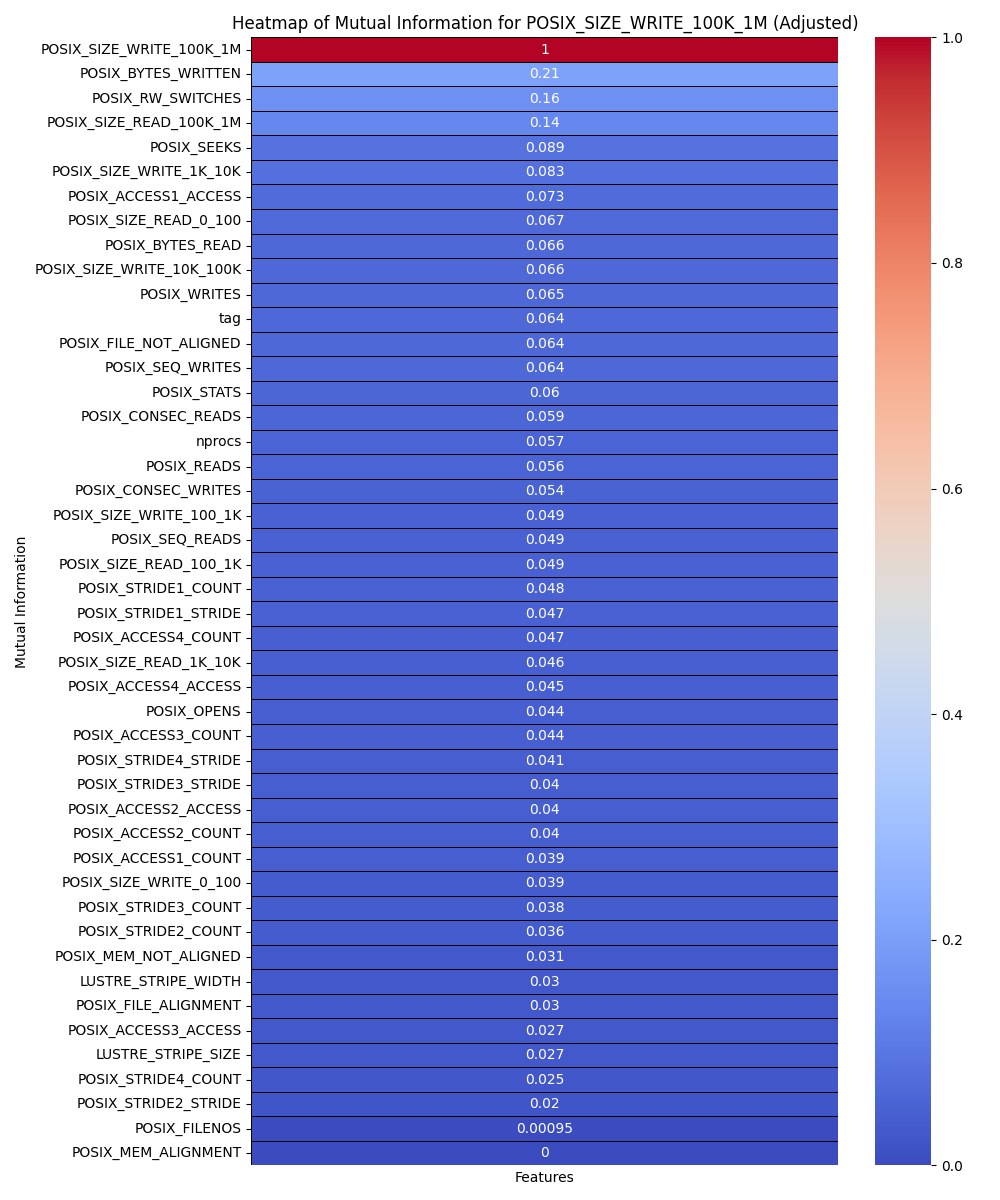 Heatmap of Mutual Information for POSIX_SIZE_WRITE_100K_1M (Adjusted)
POSIX_SIZE_WRITE_100K_1M 1
POSIX_BYTES_WRITTEN 0.21
POSIX_RW_SWITCHES 0.16
POSIX_SIZE_READ_100K_1M 0.14
POSIX_SEEKS 0.089
POSIX_SIZE_WRITE_1K_10K 0.083
POSIX_ACCESS1_ACCESS 0.073
POSIX_SIZE_READ_0_100 0.067
POSIX_BYTES_READ 0.066
POSIX_SIZE_WRITE_10K_100K 0.066
POSIX_WRITES 0.065
tag 0.064
POSIX_FILE_NOT_ALIGNED 0.064
POSIX_SEQ_WRITES 0.064
POSIX_STATS 0.06
POSIX_CONSEC_READS 0.059
nprocs 0.057
POSIX_READS 0.056
POSIX_CONSEC_WRITES 0.054
POSIX_SIZE_WRITE_100_1K 0.049
POSIX_SEQ_READS 0.049
POSIX_SIZE_READ_100_1K 0.049
POSIX_STRIDE1_COUNT 0.048
POSIX_STRIDE1_STRIDE 0.047
POSIX_ACCESS4_COUNT 0.047
POSIX_SIZE_READ_1K_10K 0.046
POSIX_ACCESS4_ACCESS 0.045
POSIX_OPENS 0.044
POSIX_ACCESS3_COUNT 0.044
POSIX_STRIDE4_STRIDE 0.041
POSIX_STRIDE3_STRIDE 0.04
POSIX_ACCESS2_ACCESS 0.04
POSIX_ACCESS2_COUNT 0.04
POSIX_ACCESS1_COUNT 0.039
POSIX_SIZE_WRITE_0_100 0.039
POSIX_STRIDE3_COUNT 0.038
POSIX_STRIDE2_COUNT 0.036
POSIX_MEM_NOT_ALIGNED 0.031
LUSTRE_STRIPE_WIDTH 0.03
POSIX_FILE_ALIGNMENT 0.03
POSIX_ACCESS3_ACCESS 0.027
LUSTRE_STRIPE_SIZE 0.027
POSIX_STRIDE4_COUNT 0.025
POSIX_STRIDE2_STRIDE 0.02
POSIX_FILENOS 0.00095
POSIX_MEM_ALIGNMENT 0
Features
Mutual Information
1.0
0.8
0.6
0.4
0.2
0.0